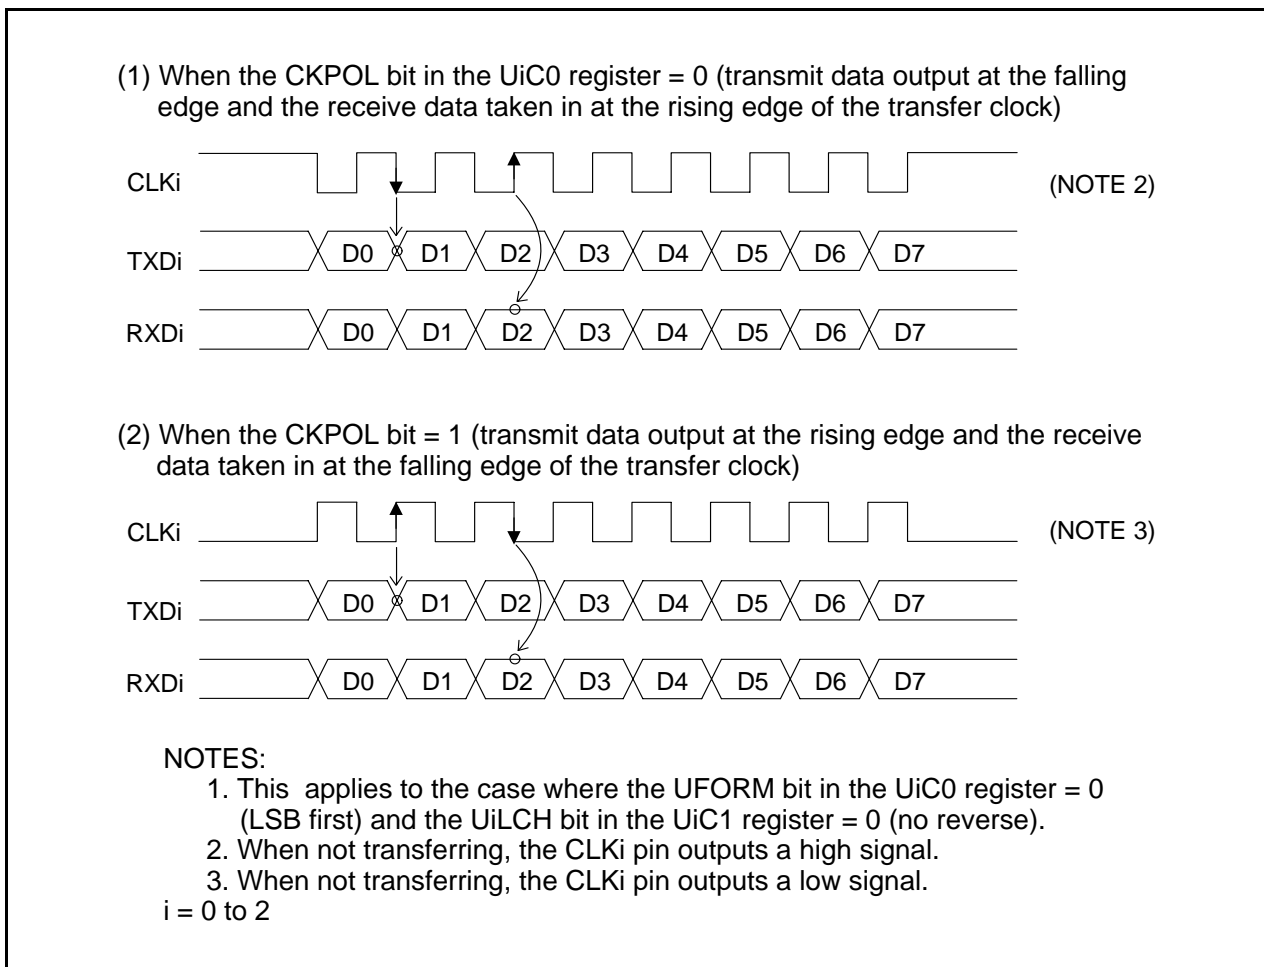 (1) When the CKPOL bit in the UiC0 register = 0 (transmit data output at the falling
edge and the receive data taken in at the rising edge of the transfer clock)
CLKi (NOTE 2)
TXDi D0 D1 D2 D3 D4 D5 D6 D7
RXDi D0 D1 D2 D3 D4 D5 D6 D7
(2) When the CKPOL bit = 1 (transmit data output at the rising edge and the receive
data taken in at the falling edge of the transfer clock)
CLKi (NOTE 3)
TXDi D0 D1 D2 D3 D4 D5 D6 D7
RXDi D0 D1 D2 D3 D4 D5 D6 D7
NOTES:
1. This applies to the case where the UFORM bit in the UiC0 register = 0
(LSB first) and the UiLCH bit in the UiC1 register = 0 (no reverse).
2. When not transferring, the CLKi pin outputs a high signal.
3. When not transferring, the CLKi pin outputs a low signal.
i = 0 to 2